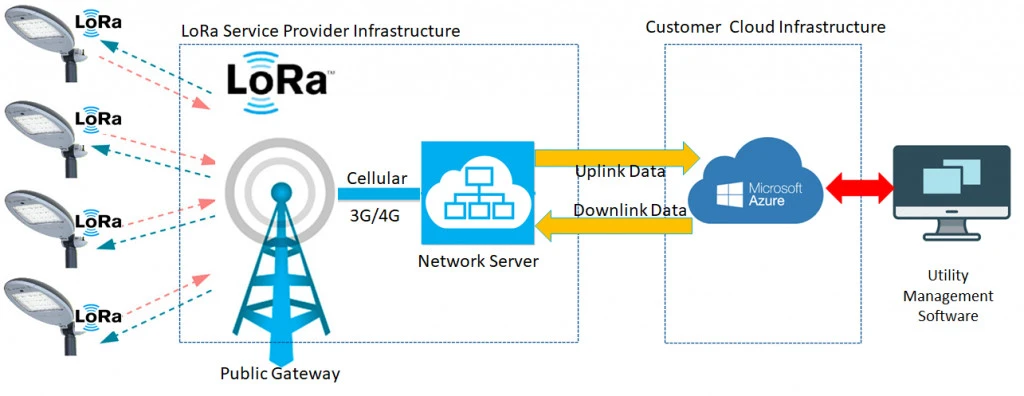 LoRa
LoRa
LoRa
LoRa
LoRa Service Provider Infrastructure
LoRa™
Cellular
3G/4G
Network Server
Public Gateway
Uplink Data
Downlink Data
Customer Cloud Infrastructure
Microsoft
Azure
Utility
Management
Software